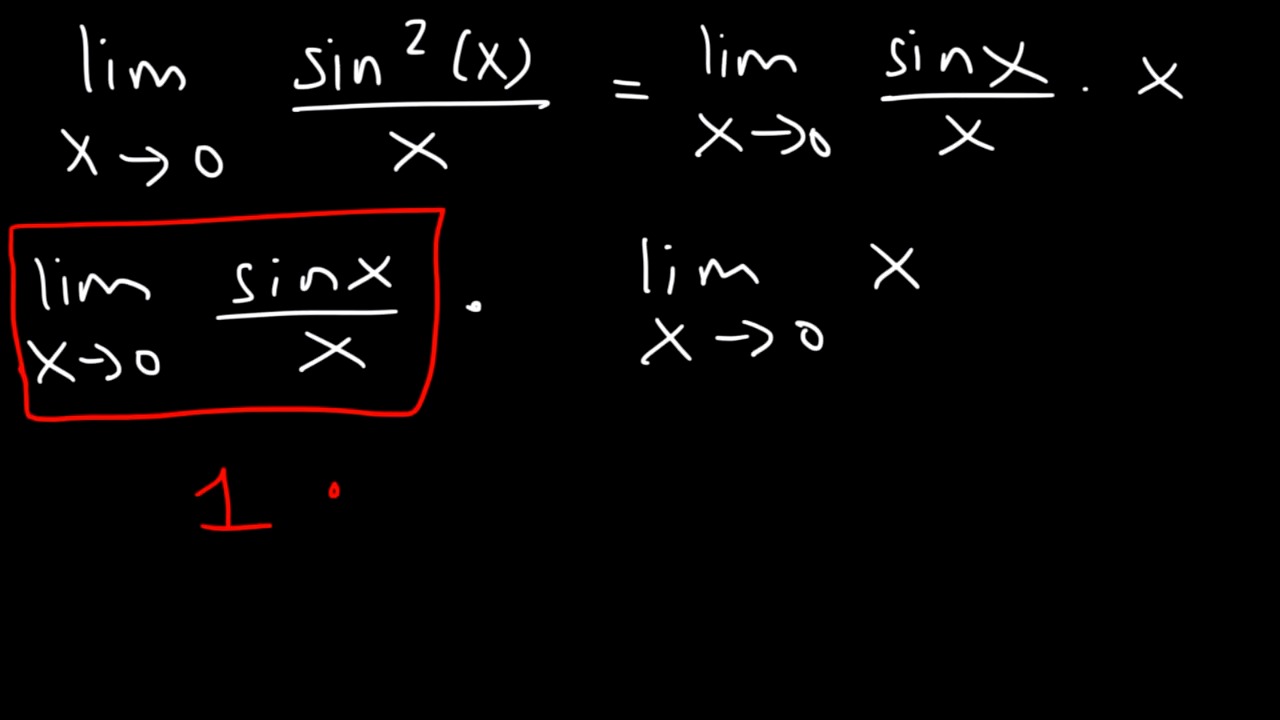 lim x→0 sin²(x)/x = lim x→0 sinx/x · x
lim x→0 sinx/x · lim x→0 x
1 ·